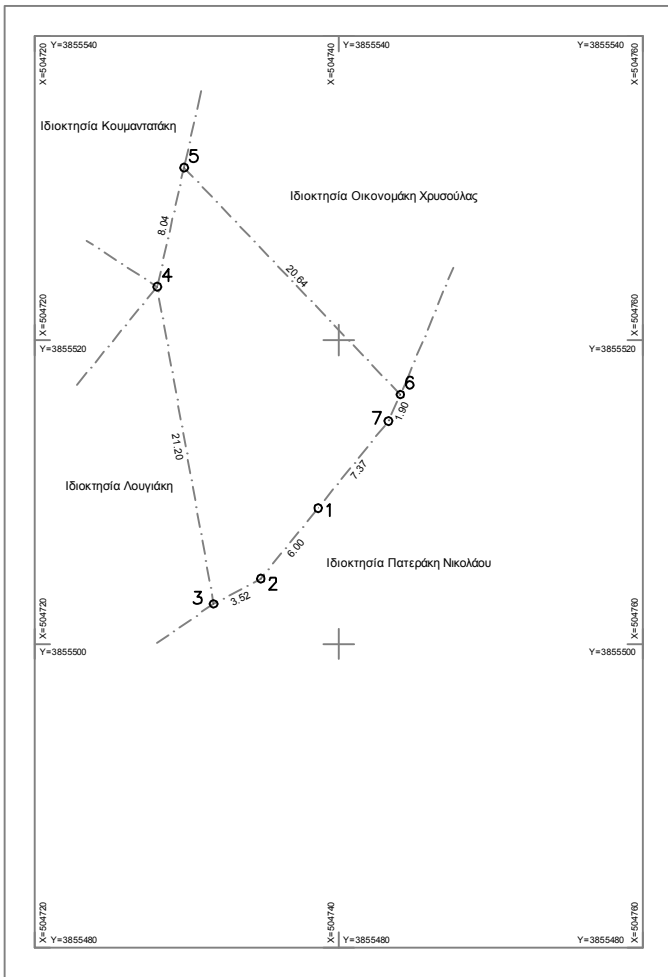 X=504720
Y=3855540
X=504740
Y=3855540
Y=3855540
X=504760
Ιδιοκτησία Κουμαντατάκη
5
Ιδιοκτησία Οικονομάκη Χρυσούλας
8.04
4
20.64
X=504720
Y=3855520
X=504760
Y=3855520
6
1.90
7
21.20
7.37
Ιδιοκτησία Λουγιάκη
1
6.00
Ιδιοκτησία Πατεράκη Νικολάου
2
3
3.52
X=504720
Y=3855500
X=504760
Y=3855500
X=504720
Y=3855480
X=504740
Y=3855480
Y=3855480
X=504760